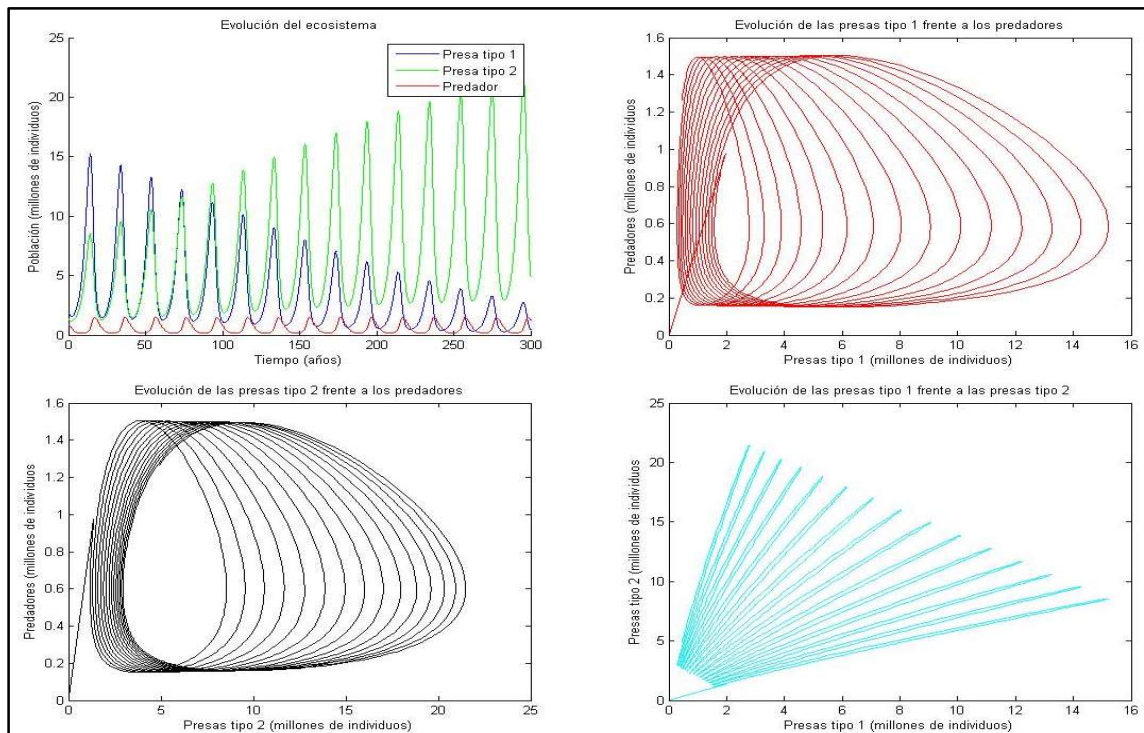 Evolución del ecosistema
25
20
15
10
5
0
Población (millones de individuos)
Presa tipo 1
Presa tipo 2
Predador
0 50 100 150 200 250 300
Tiempo (años)
Evolución de las presas tipo 1 frente a los predadores
1.6
1.4
1.2
1
0.8
0.6
0.4
0.2
0
Predadores (millones de individuos)
0 2 4 6 8 10 12 14 16
Presas tipo 1 (millones de individuos)
Evolución de las presas tipo 2 frente a los predadores
1.6
1.4
1.2
1
0.8
0.6
0.4
0.2
0
Predadores (millones de individuos)
0 5 10 15 20 25
Presas tipo 2 (millones de individuos)
Evolución de las presas tipo 1 frente a las presas tipo 2
25
20
15
10
5
0
Presas tipo 2 (millones de individuos)
0 2 4 6 8 10 12 14 16
Presas tipo 1 (millones de individuos)